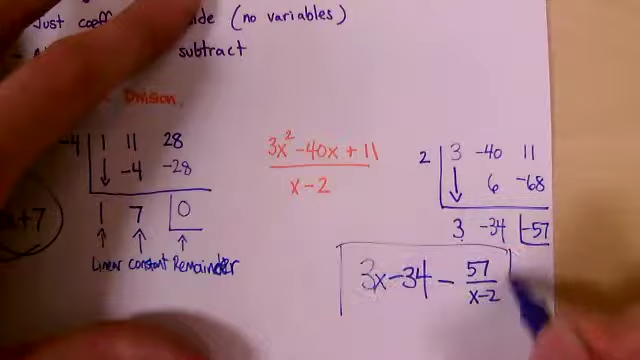 Just coeff
ide (no variables)
subtract
Division
-4 | 1 11 28
-4 -28
1 7 | 0
+7
Linear constant Remainder
3x² -40x + 11
x-2
2 | 3 -40 11
6 -68
3 -34 | -57
3x-34 - 57
x-2